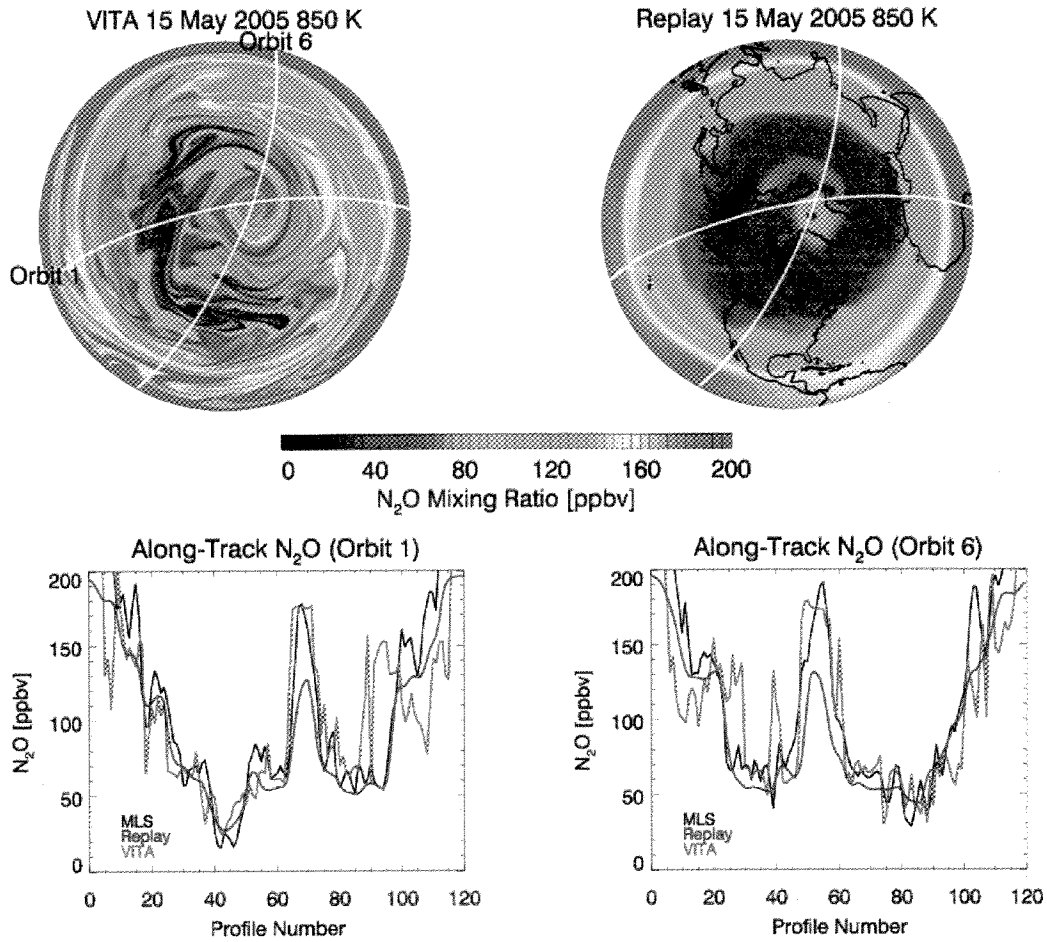 VITA 15 May 2005 850 K
Orbit 6
Orbit 1
Replay 15 May 2005 850 K
0 40 80 120 160 200
N₂O Mixing Ratio [ppbv]
Along-Track N₂O (Orbit 1)
N₂O [ppbv]
200
150
100
50
0
MLS
Replay
VITA
0 20 40 60 80 100 120
Profile Number
Along-Track N₂O (Orbit 6)
N₂O [ppbv]
200
150
100
50
0
MLS
Replay
VITA
0 20 40 60 80 100 120
Profile Number